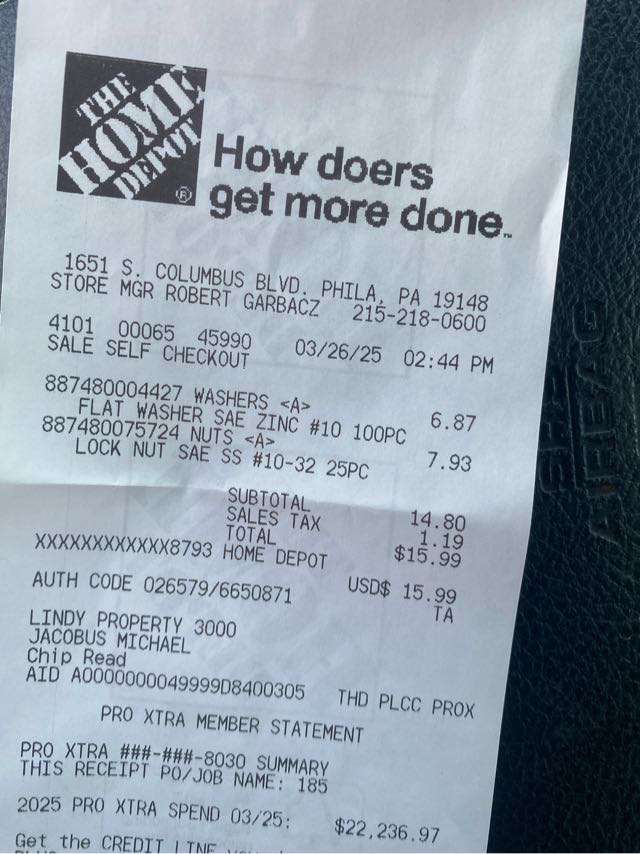 THE
HOME
DEPOT
®
How doers
get more done™
1651 S. COLUMBUS BLVD. PHILA, PA 19148
STORE MGR ROBERT GARBACZ 215-218-0600
4101 00065 45990 03/26/25 02:44 PM
SALE SELF CHECKOUT
887480004427 WASHERS <A> 6.87
FLAT WASHER SAE ZINC #10 100PC
887480075724 NUTS <A> 7.93
LOCK NUT SAE SS #10-32 25PC
SUBTOTAL 14.80
SALES TAX 1.19
TOTAL $15.99
XXXXXXXXXXXX8793 HOME DEPOT
USD$ 15.99
AUTH CODE 026579/6650871 TA
LINDY PROPERTY 3000
JACOBUS MICHAEL
Chip Read
AID A0000000049999D8400305 THD PLCC PROX
PRO XTRA MEMBER STATEMENT
PRO XTRA ###-###-8030 SUMMARY
THIS RECEIPT PO/JOB NAME: 185
2025 PRO XTRA SPEND 03/25: $22,236.97
Get the CREDIT LINE
SRS
AIRBAG